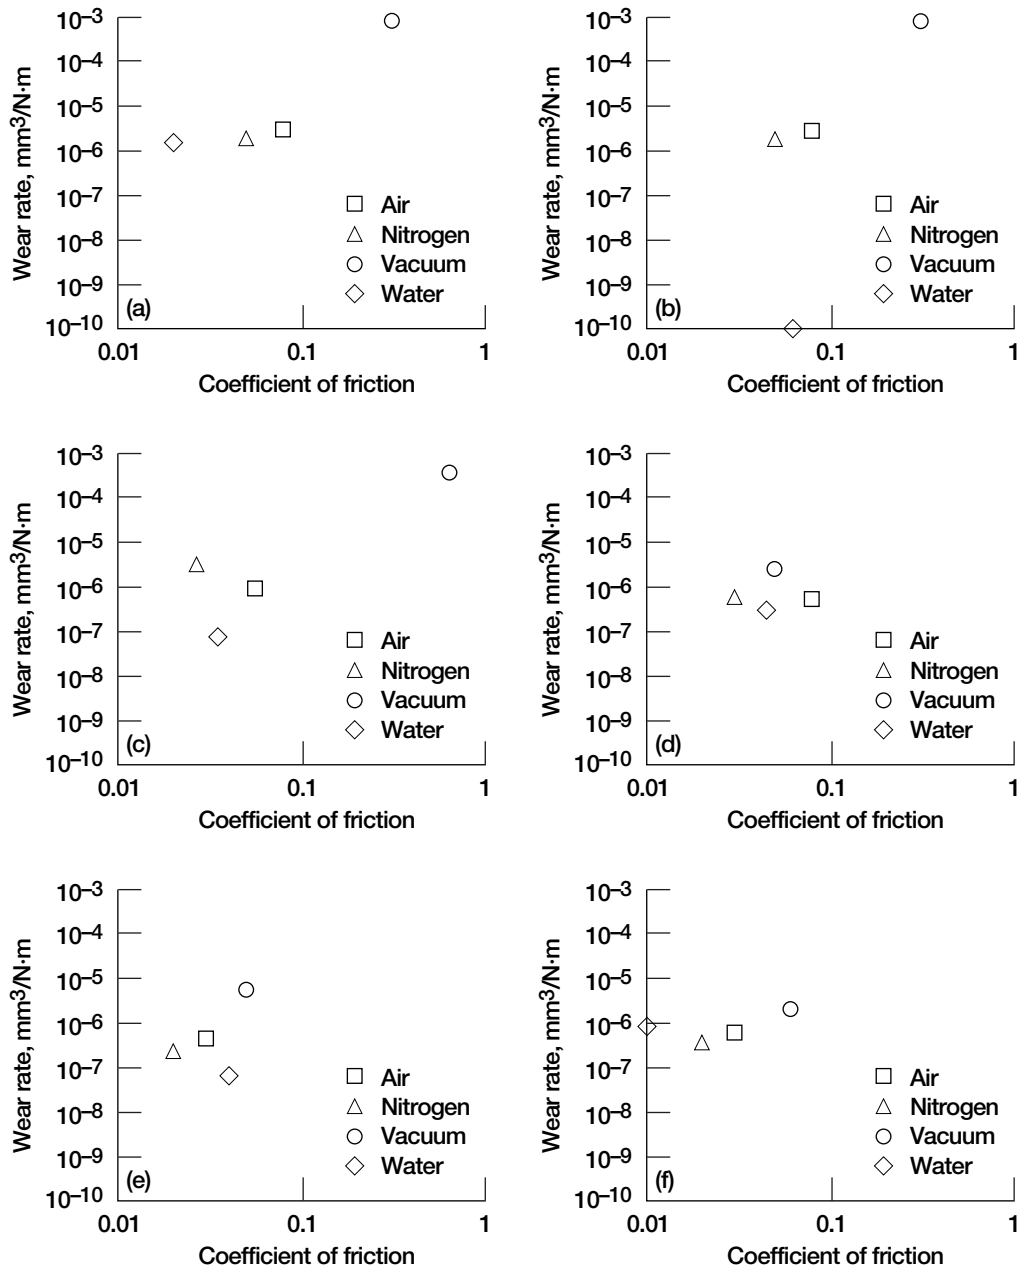 10–3
10–4
10–5
10–6
10–7
10–8
10–9
10–10
Wear rate, mm3/N·m
Air
Nitrogen
Vacuum
Water
(a)
0.01 0.1 1
Coefficient of friction
10–3
10–4
10–5
10–6
10–7
10–8
10–9
10–10
Wear rate, mm3/N·m
Air
Nitrogen
Vacuum
Water
(b)
0.01 0.1 1
Coefficient of friction
10–3
10–4
10–5
10–6
10–7
10–8
10–9
10–10
Wear rate, mm3/N·m
Air
Nitrogen
Vacuum
Water
(c)
0.01 0.1 1
Coefficient of friction
10–3
10–4
10–5
10–6
10–7
10–8
10–9
10–10
Wear rate, mm3/N·m
Air
Nitrogen
Vacuum
Water
(d)
0.01 0.1 1
Coefficient of friction
10–3
10–4
10–5
10–6
10–7
10–8
10–9
10–10
Wear rate, mm3/N·m
Air
Nitrogen
Vacuum
Water
(e)
0.01 0.1 1
Coefficient of friction
10–3
10–4
10–5
10–6
10–7
10–8
10–9
10–10
Wear rate, mm3/N·m
Air
Nitrogen
Vacuum
Water
(f)
0.01 0.1 1
Coefficient of friction